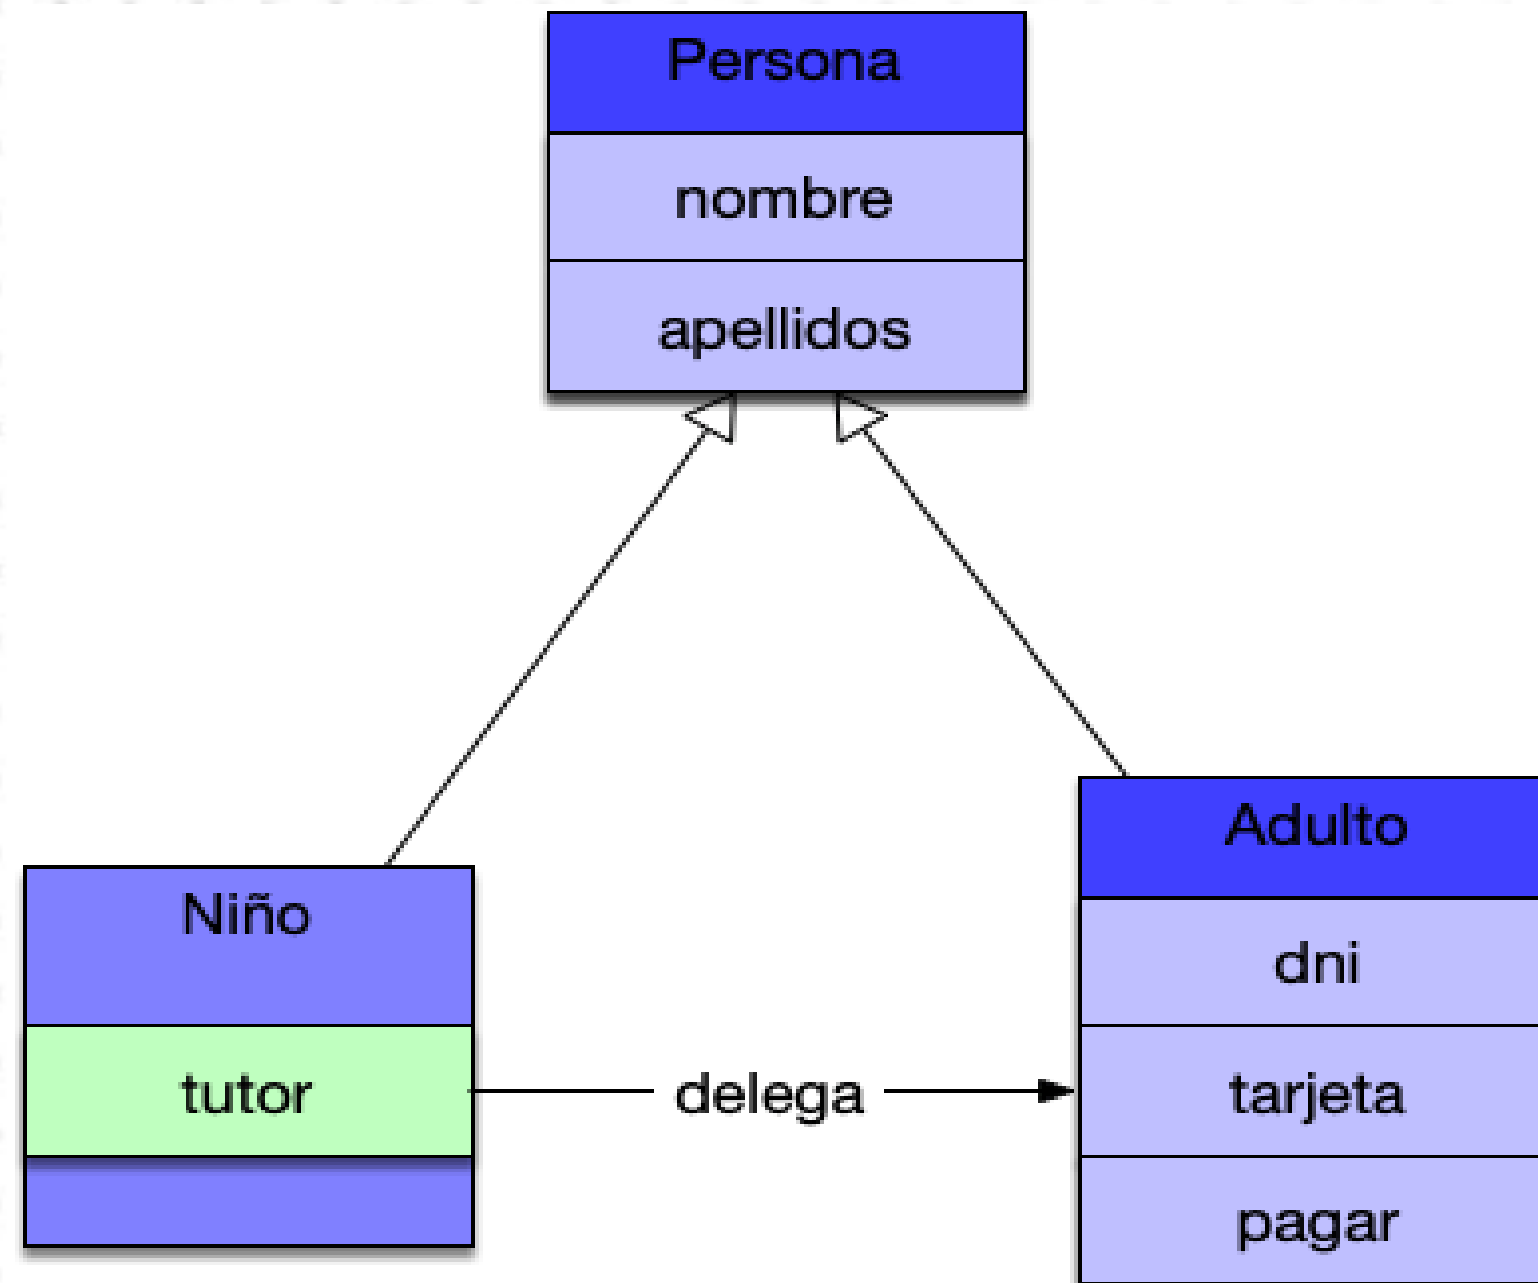 Persona
nombre
apellidos
Niño
tutor
delega
Adulto
dni
tarjeta
pagar